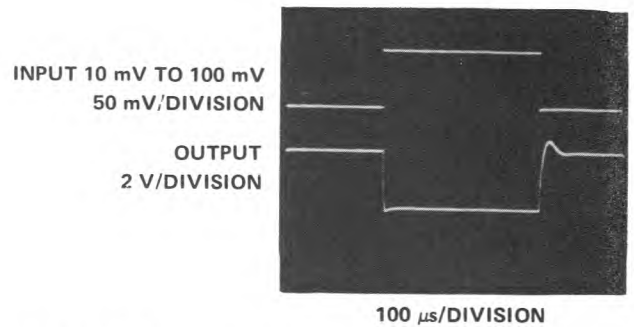 INPUT 10 mV TO 100 mV
50 mV/DIVISION
OUTPUT
2 V/DIVISION
100 μs/DIVISION